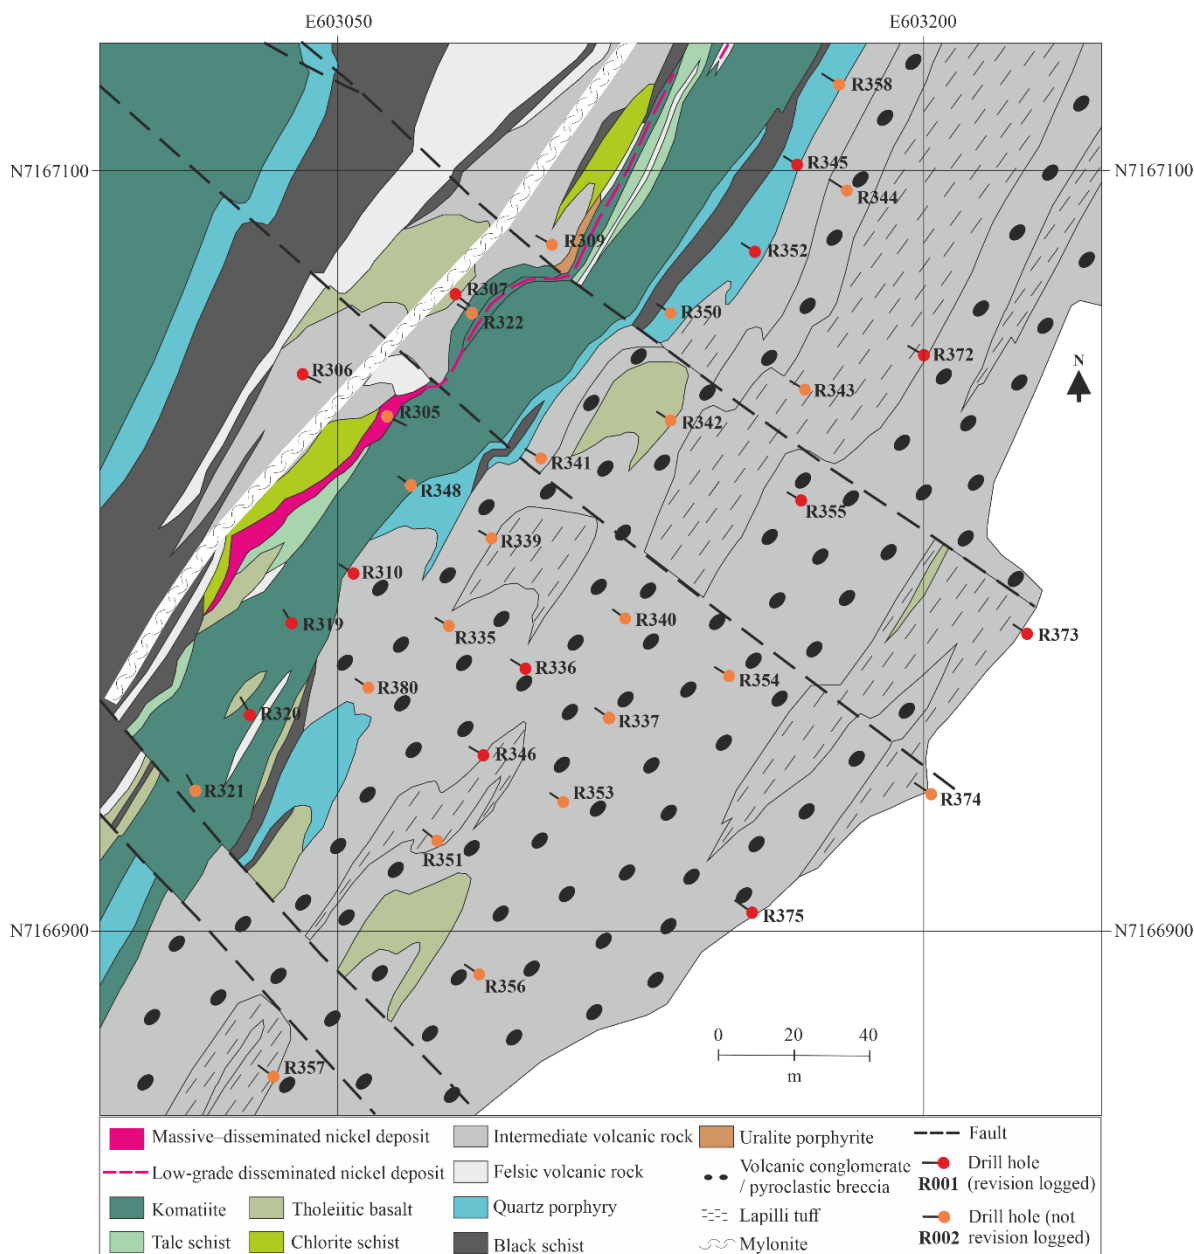 E603050
E603200
R358
N7167100
R345
N7167100
R344
R309
R352
R307
R322
R350
R306
R372
N
R343
R305
R342
R341
R348
R355
R339
R310
R319
R335
R340
R373
R336
R354
R380
R320
R337
R346
R321
R353
R374
R351
R375
N7166900
N7166900
R356
0 20 40
m
R357
Massive–disseminated nickel deposit
Low-grade disseminated nickel deposit
Komatiite
Tholeiitic basalt
Talc schist
Chlorite schist
Intermediate volcanic rock
Felsic volcanic rock
Quartz porphyry
Black schist
Uralite porphyrite
Volcanic conglomerate
/ pyroclastic breccia
Lapilli tuff
Mylonite
Fault
Drill hole
R001 (revision logged)
Drill hole (not
R002 revision logged)